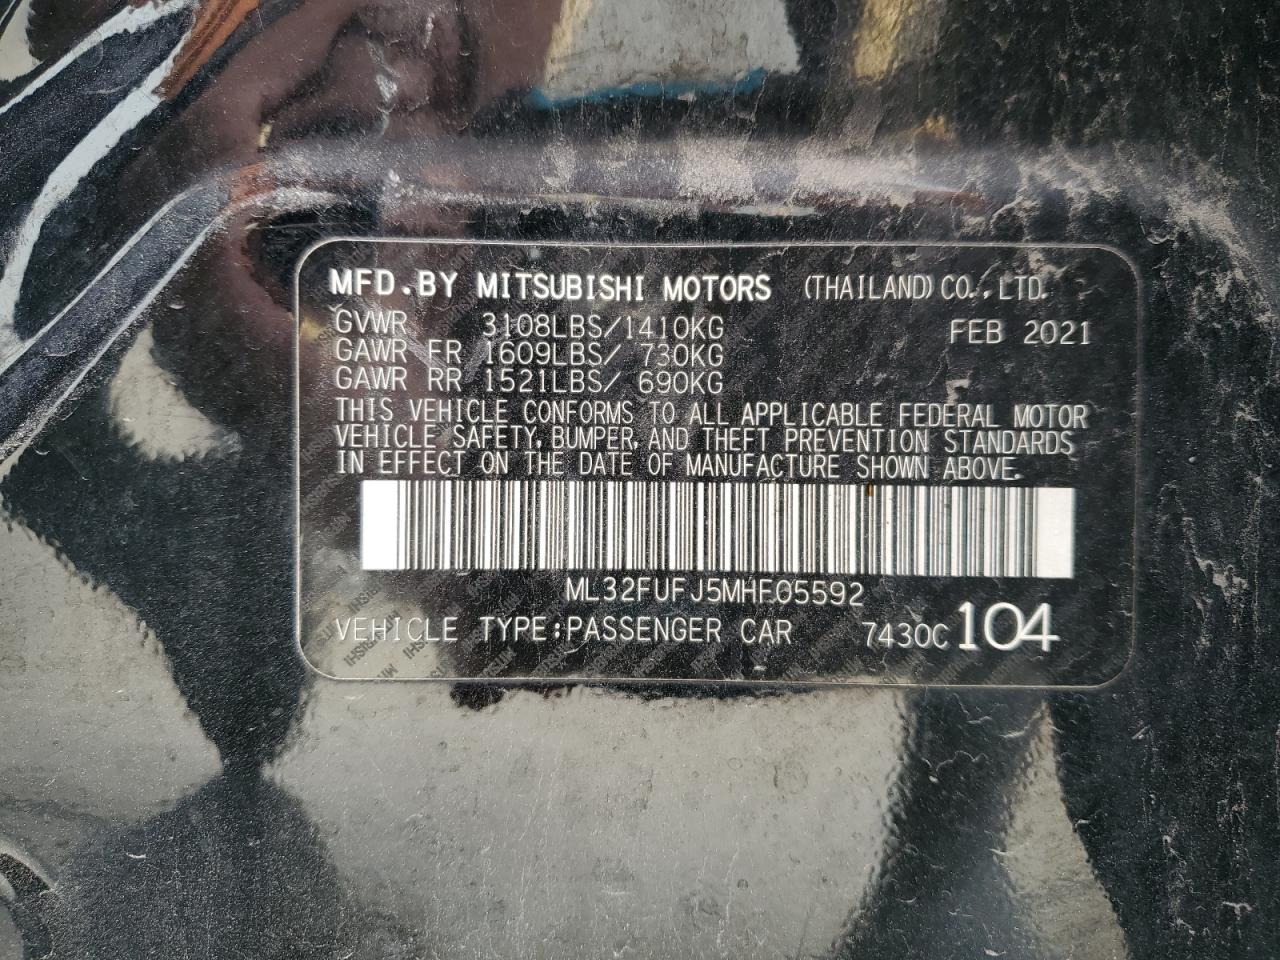 MFD.BY MITSUBISHI MOTORS (THAILAND) CO.,LTD.
GVWR 3108LBS/1410KG FEB 2021
GAWR FR 1609LBS/ 730KG
GAWR RR 1521LBS/ 690KG
THIS VEHICLE CONFORMS TO ALL APPLICABLE FEDERAL MOTOR
VEHICLE SAFETY, BUMPER, AND THEFT PREVENTION STANDARDS
IN EFFECT ON THE DATE OF MANUFACTURE SHOWN ABOVE.
ML32FUFJ5MHF05592
VEHICLE TYPE:PASSENGER CAR 7430C 104